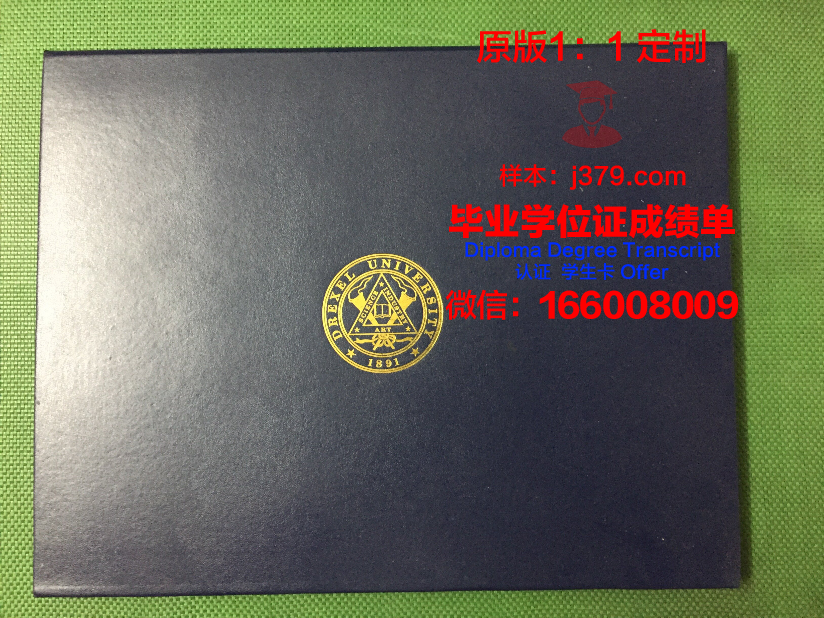 原版1：1 定制
样本：j379.com
毕业学位证成绩单
Diploma Degree Transcript
认证 学生卡 Offer
微信：166008009
DREXEL UNIVERSITY
SCIENCE
INDUSTRY
ART
1891